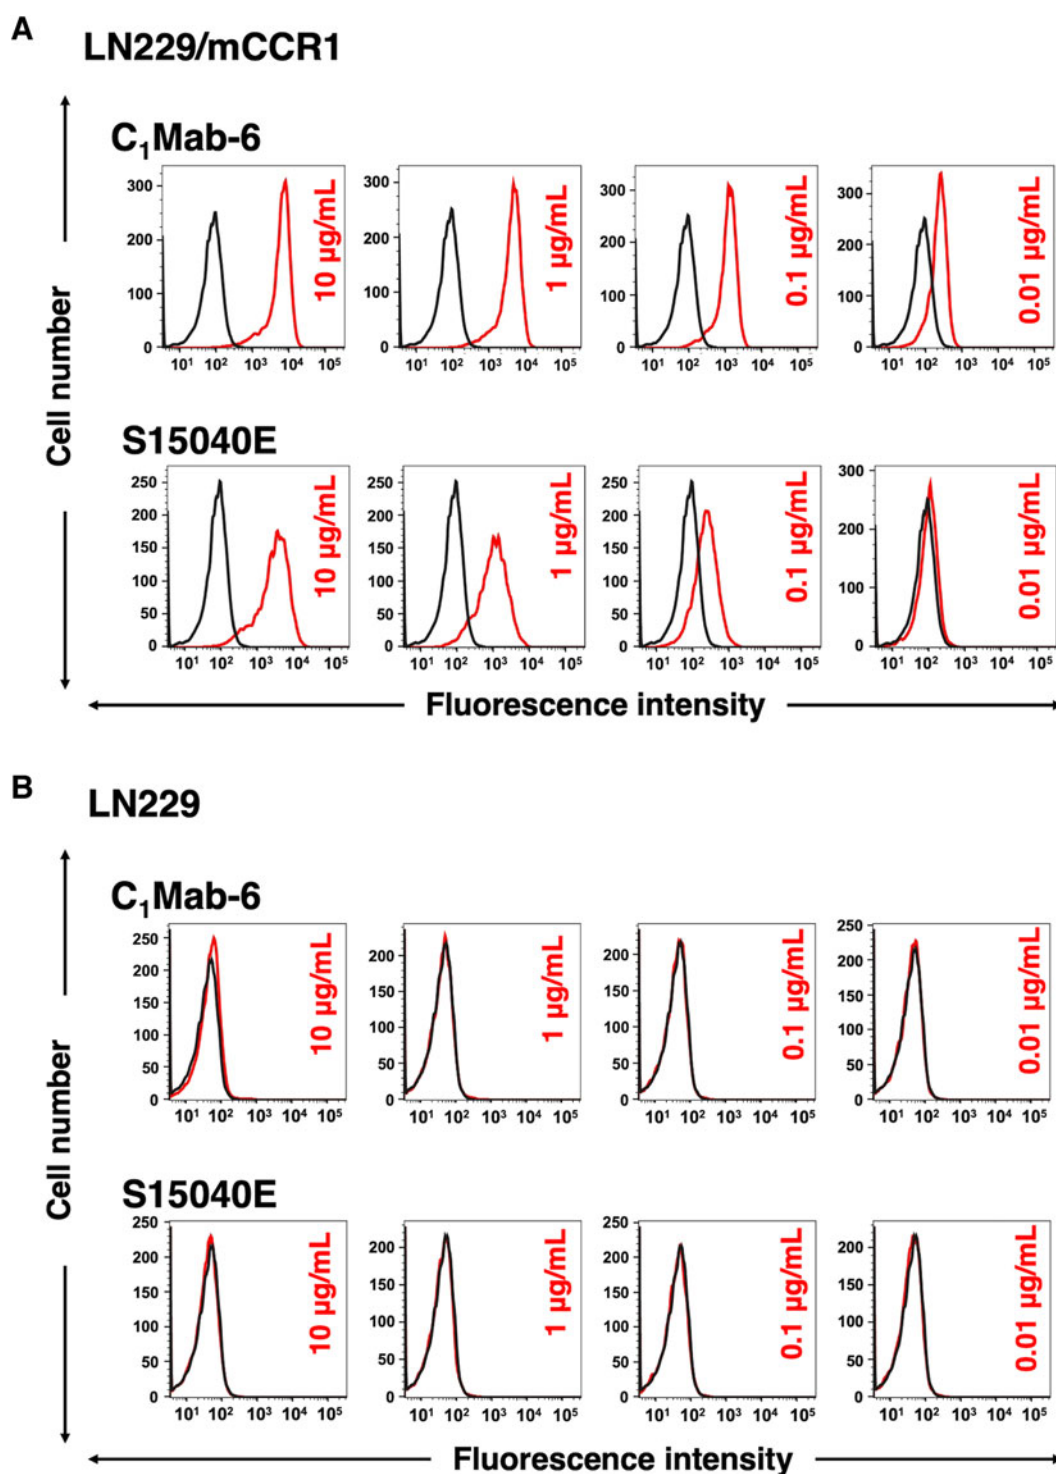 A
LN229/mCCR1
C₁Mab-6
300
200
100
0
10¹ 10² 10³ 10⁴ 10⁵
10 µg/mL
300
200
100
0
10¹ 10² 10³ 10⁴ 10⁵
1 µg/mL
300
200
100
0
10¹ 10² 10³ 10⁴ 10⁵
0.1 µg/mL
300
200
100
0
10¹ 10² 10³ 10⁴ 10⁵
0.01 µg/mL
Cell number
S15040E
250
200
150
100
50
0
10¹ 10² 10³ 10⁴ 10⁵
10 µg/mL
250
200
150
100
50
0
10¹ 10² 10³ 10⁴ 10⁵
1 µg/mL
250
200
150
100
50
0
10¹ 10² 10³ 10⁴ 10⁵
0.1 µg/mL
300
200
100
0
10¹ 10² 10³ 10⁴ 10⁵
0.01 µg/mL
Fluorescence intensity
B
LN229
C₁Mab-6
250
200
150
100
50
0
10¹ 10² 10³ 10⁴ 10⁵
10 µg/mL
200
150
100
50
0
10¹ 10² 10³ 10⁴ 10⁵
1 µg/mL
200
150
100
50
0
10¹ 10² 10³ 10⁴ 10⁵
0.1 µg/mL
250
200
150
100
50
0
10¹ 10² 10³ 10⁴ 10⁵
0.01 µg/mL
Cell number
S15040E
250
200
150
100
50
0
10¹ 10² 10³ 10⁴ 10⁵
10 µg/mL
200
150
100
50
0
10¹ 10² 10³ 10⁴ 10⁵
1 µg/mL
200
150
100
50
0
10¹ 10² 10³ 10⁴ 10⁵
0.1 µg/mL
200
150
100
50
0
10¹ 10² 10³ 10⁴ 10⁵
0.01 µg/mL
Fluorescence intensity